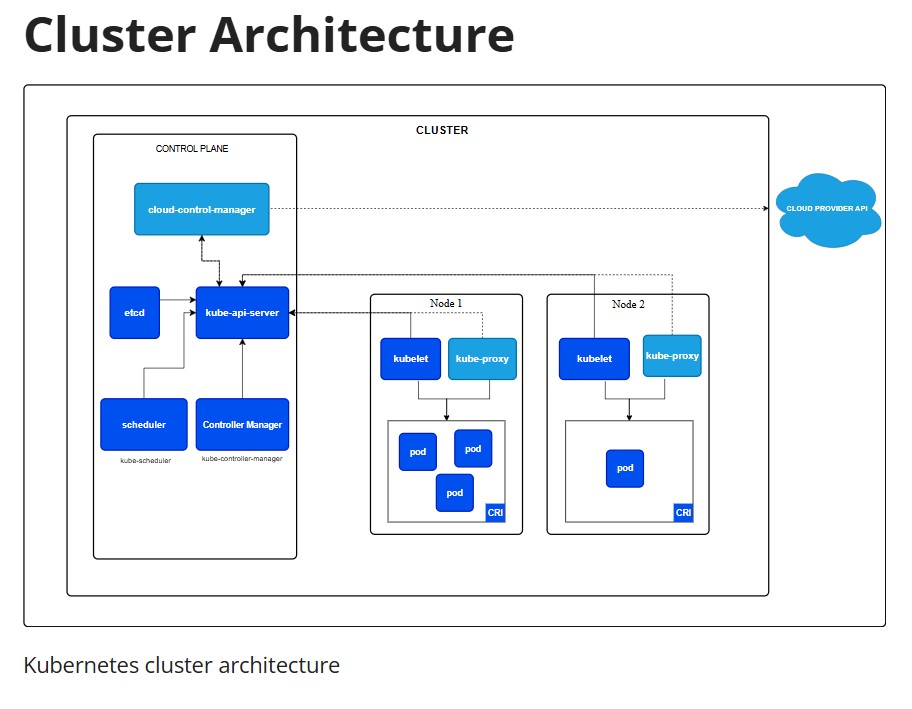 Cluster Architecture
CLUSTER
CONTROL PLANE
cloud-control-manager
CLOUD PROVIDER API
etcd
kube-api-server
scheduler
kube-scheduler
Controller Manager
kube-controller-manager
Node 1
kubelet
kube-proxy
pod
pod
pod
CRI
Node 2
kubelet
kube-proxy
pod
CRI
Kubernetes cluster architecture